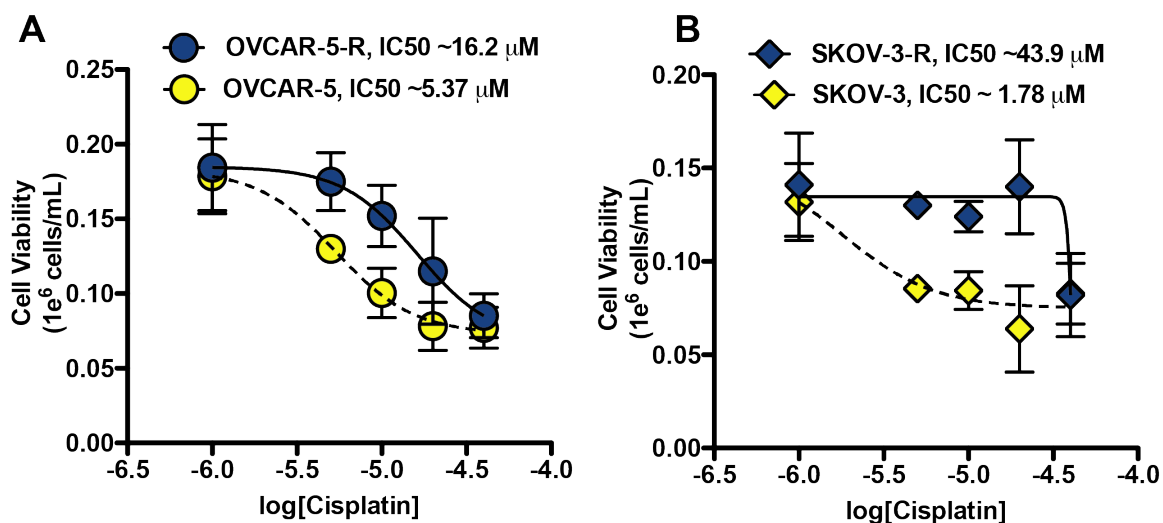 A
OVCAR-5-R, IC50 ~16.2 μM
OVCAR-5, IC50 ~5.37 μM
0.25
0.20
0.15
0.10
0.05
0.00
Cell Viability
(1e⁶ cells/mL)
-6.5 -6.0 -5.5 -5.0 -4.5 -4.0
log[Cisplatin]
B
SKOV-3-R, IC50 ~43.9 μM
SKOV-3, IC50 ~ 1.78 μM
0.20
0.15
0.10
0.05
0.00
Cell Viability
(1e⁶ cells/mL)
-6.5 -6.0 -5.5 -5.0 -4.5 -4.0
log[Cisplatin]